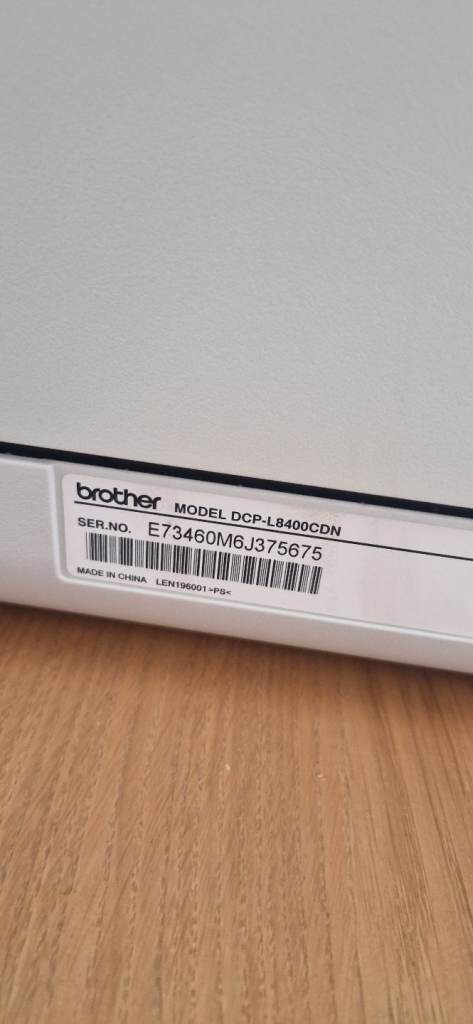 brother MODEL DCP-L8400CDN
SER.NO. E73460M6J375675
MADE IN CHINA LEN196001 >PS<